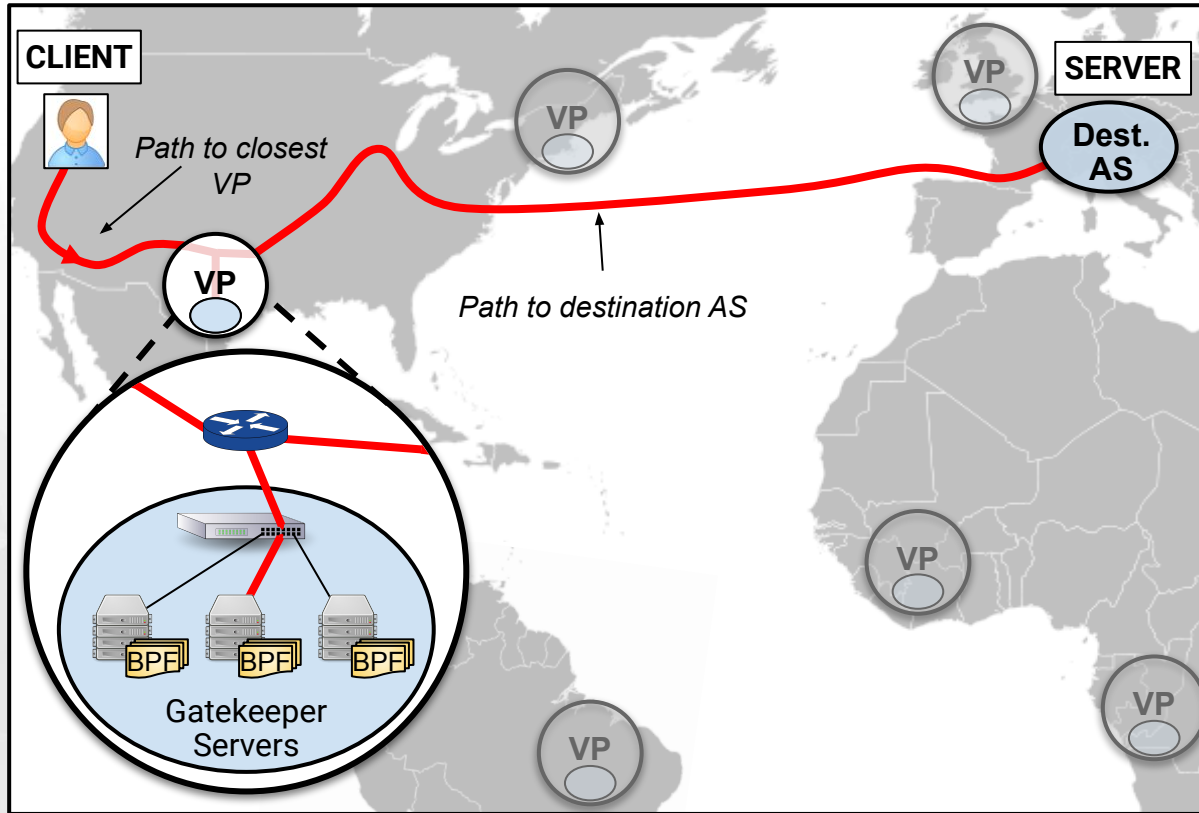 CLIENT
SERVER
VP
VP
Dest.
AS
Path to closest
VP
VP
Path to destination AS
BPF
BPF
BPF
Gatekeeper
Servers
VP
VP
VP